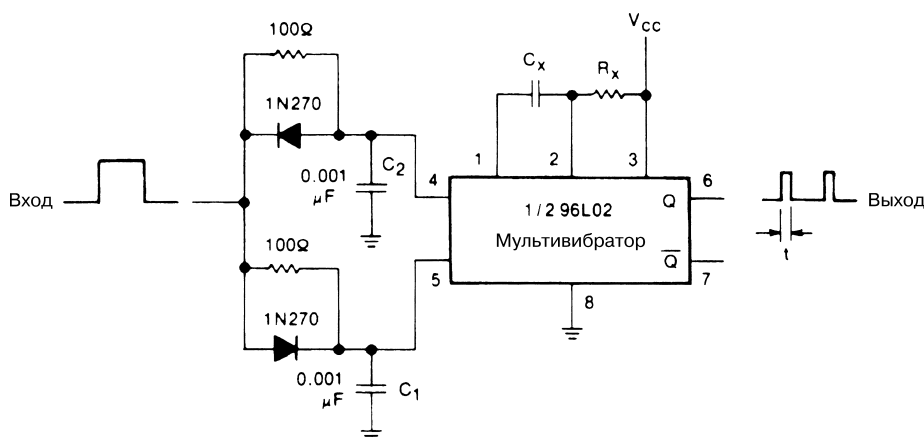 100Ω
1N270
0.001
μF
C2
Вход
100Ω
1N270
0.001
μF
C1
VCC
Cx
Rx
1
2
3
4
5
6
7
8
1/2 96L02
Мультивибратор
Q
Q̅
t
Выход